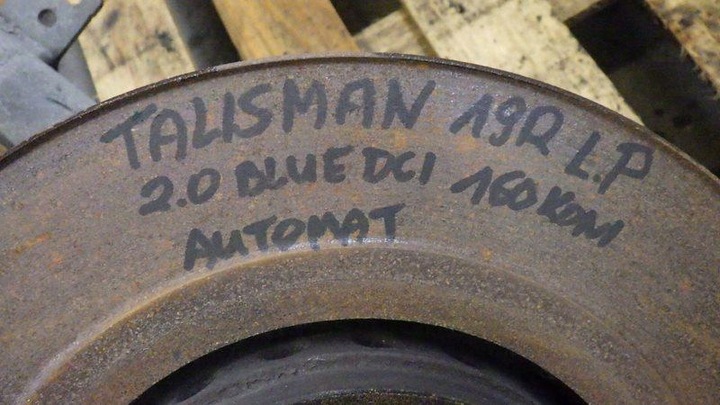 TALISMAN 19R L.P
2.0 BLUE DCI 160KOM
AUTOMAT